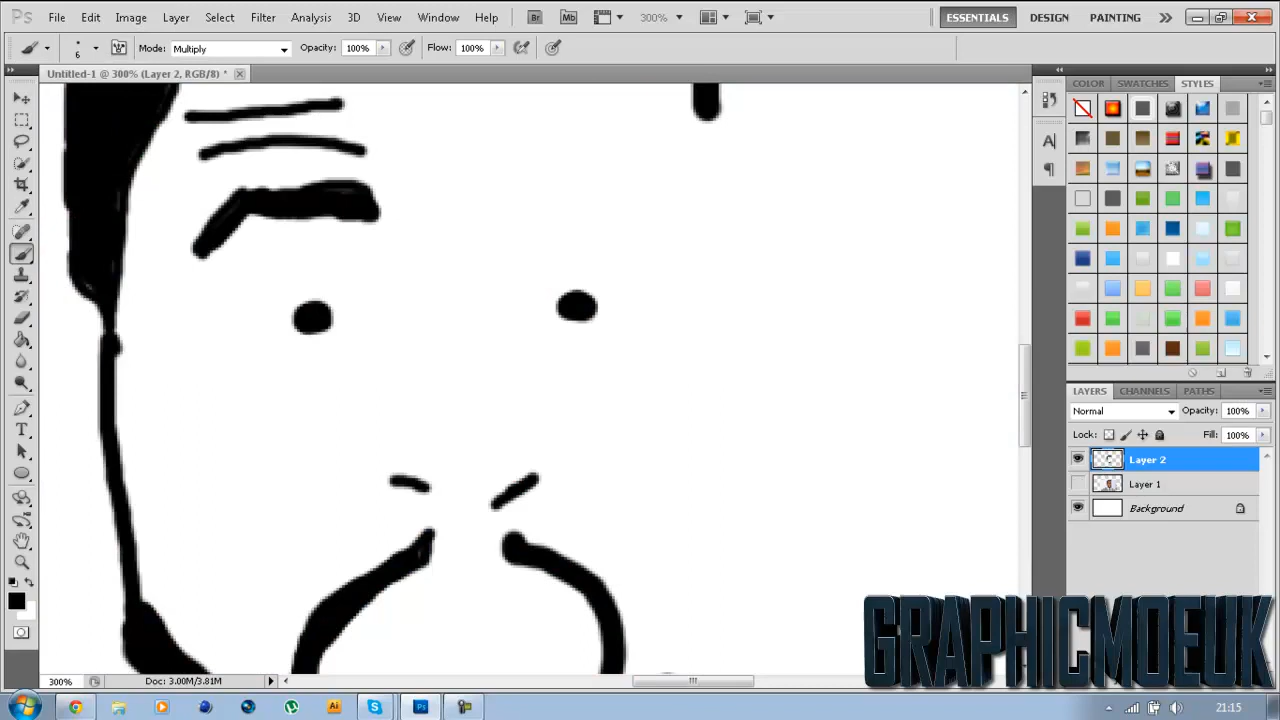 Ps File Edit Image Layer Select Filter Analysis 3D View Window Help Br Mb 300% ESSENTIALS DESIGN PAINTING
6 Mode: Multiply Opacity: 100% Flow: 100%
Untitled-1 @ 300% (Layer 2, RGB/8) *
COLOR SWATCHES STYLES
LAYERS CHANNELS PATHS
Normal Opacity: 100%
Lock: Fill: 100%
Layer 2
Layer 1
Background
GRAPHICMOEUK
300% Doc: 3.00M/3.81M
21:15